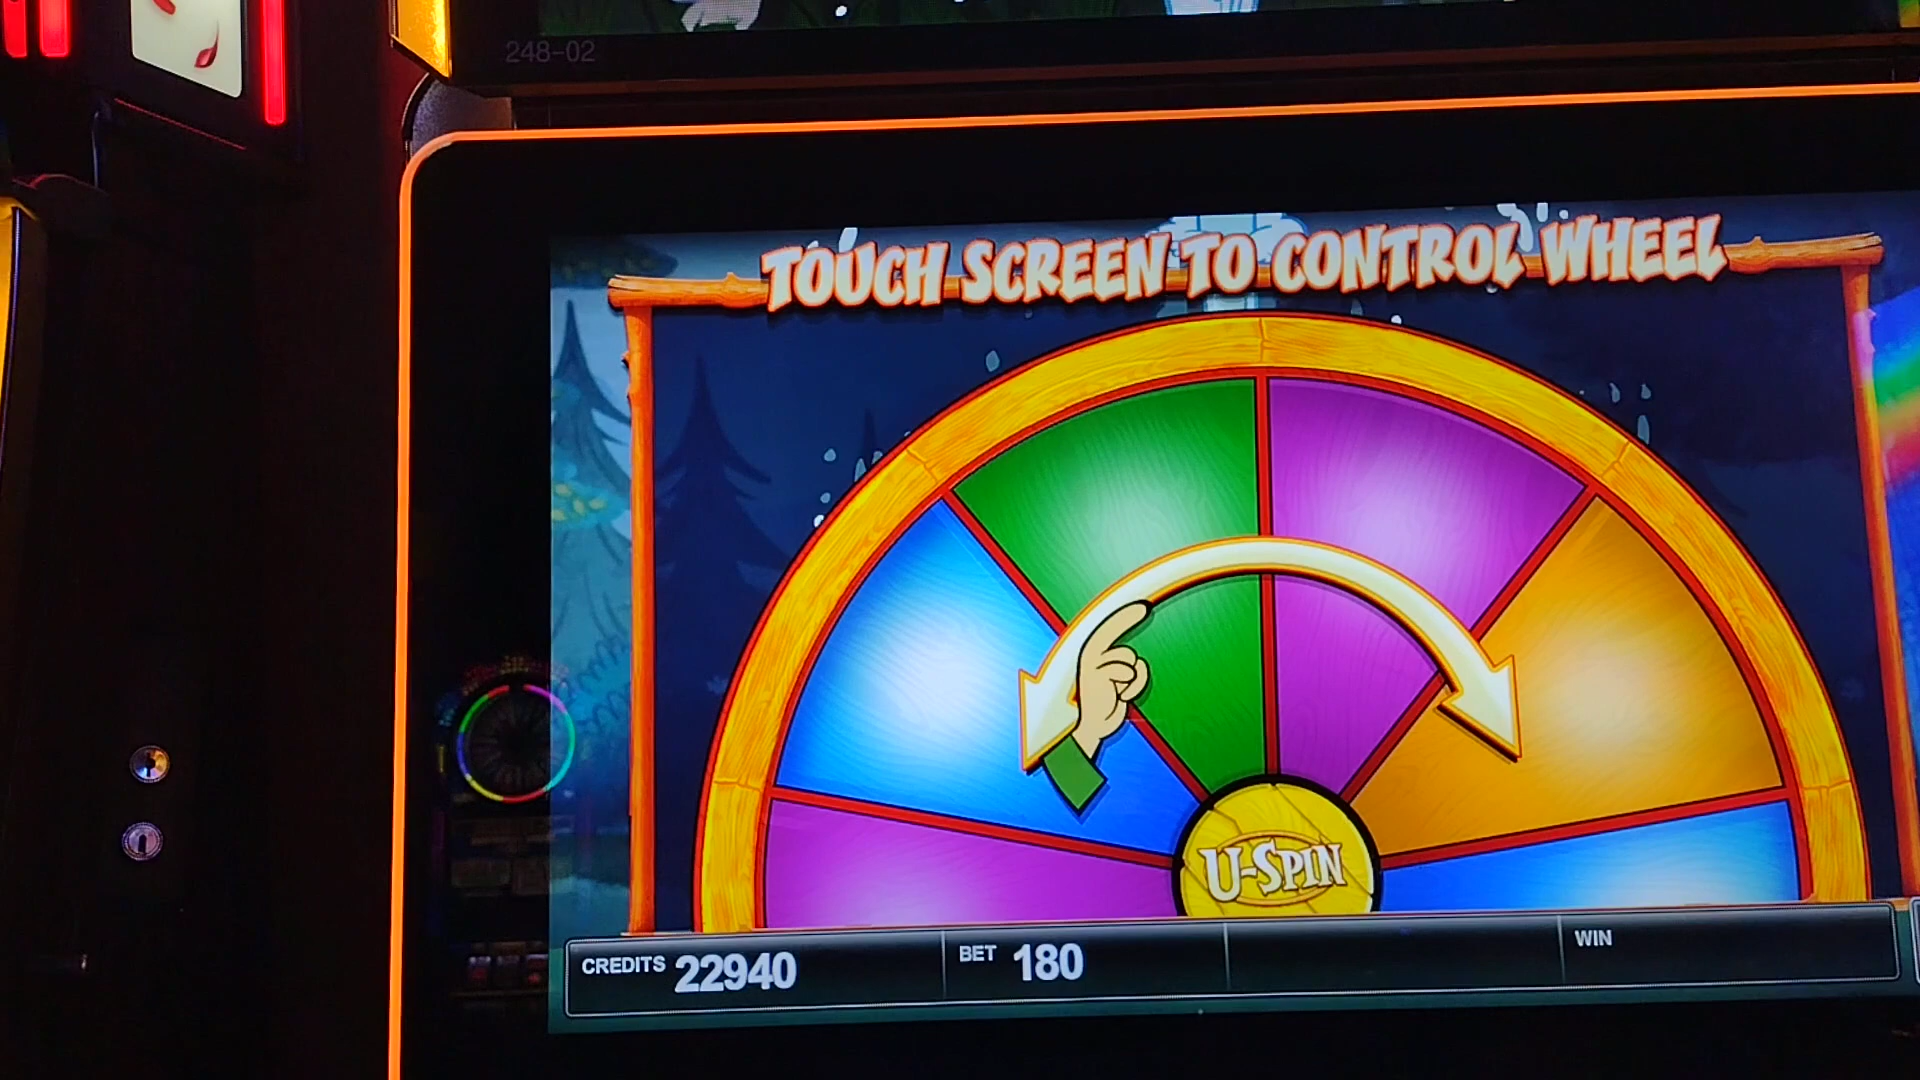 248-02
TOUCH SCREEN TO CONTROL WHEEL
U-SPIN
CREDITS 22940 BET 180 WIN